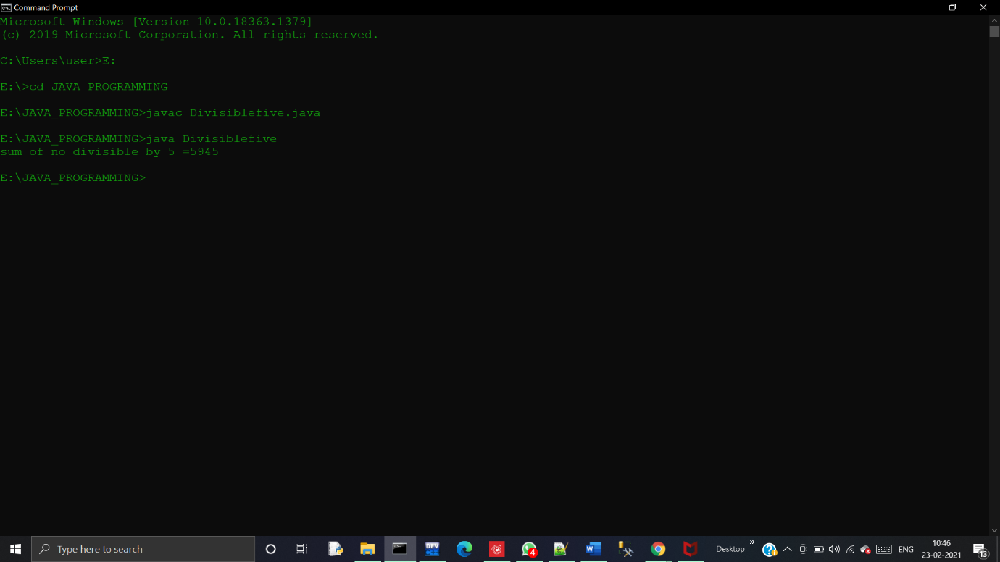 Command Prompt
Microsoft Windows [Version 10.0.18363.1379]
(c) 2019 Microsoft Corporation. All rights reserved.
C:\Users\user>E:
E:\>cd JAVA_PROGRAMMING
E:\JAVA_PROGRAMMING>javac Divisiblefive.java
E:\JAVA_PROGRAMMING>java Divisiblefive
sum of no divisible by 5 =5945
E:\JAVA_PROGRAMMING>
Type here to search
DEV
4
W
Desktop
ENG
10:46
23-02-2021
13